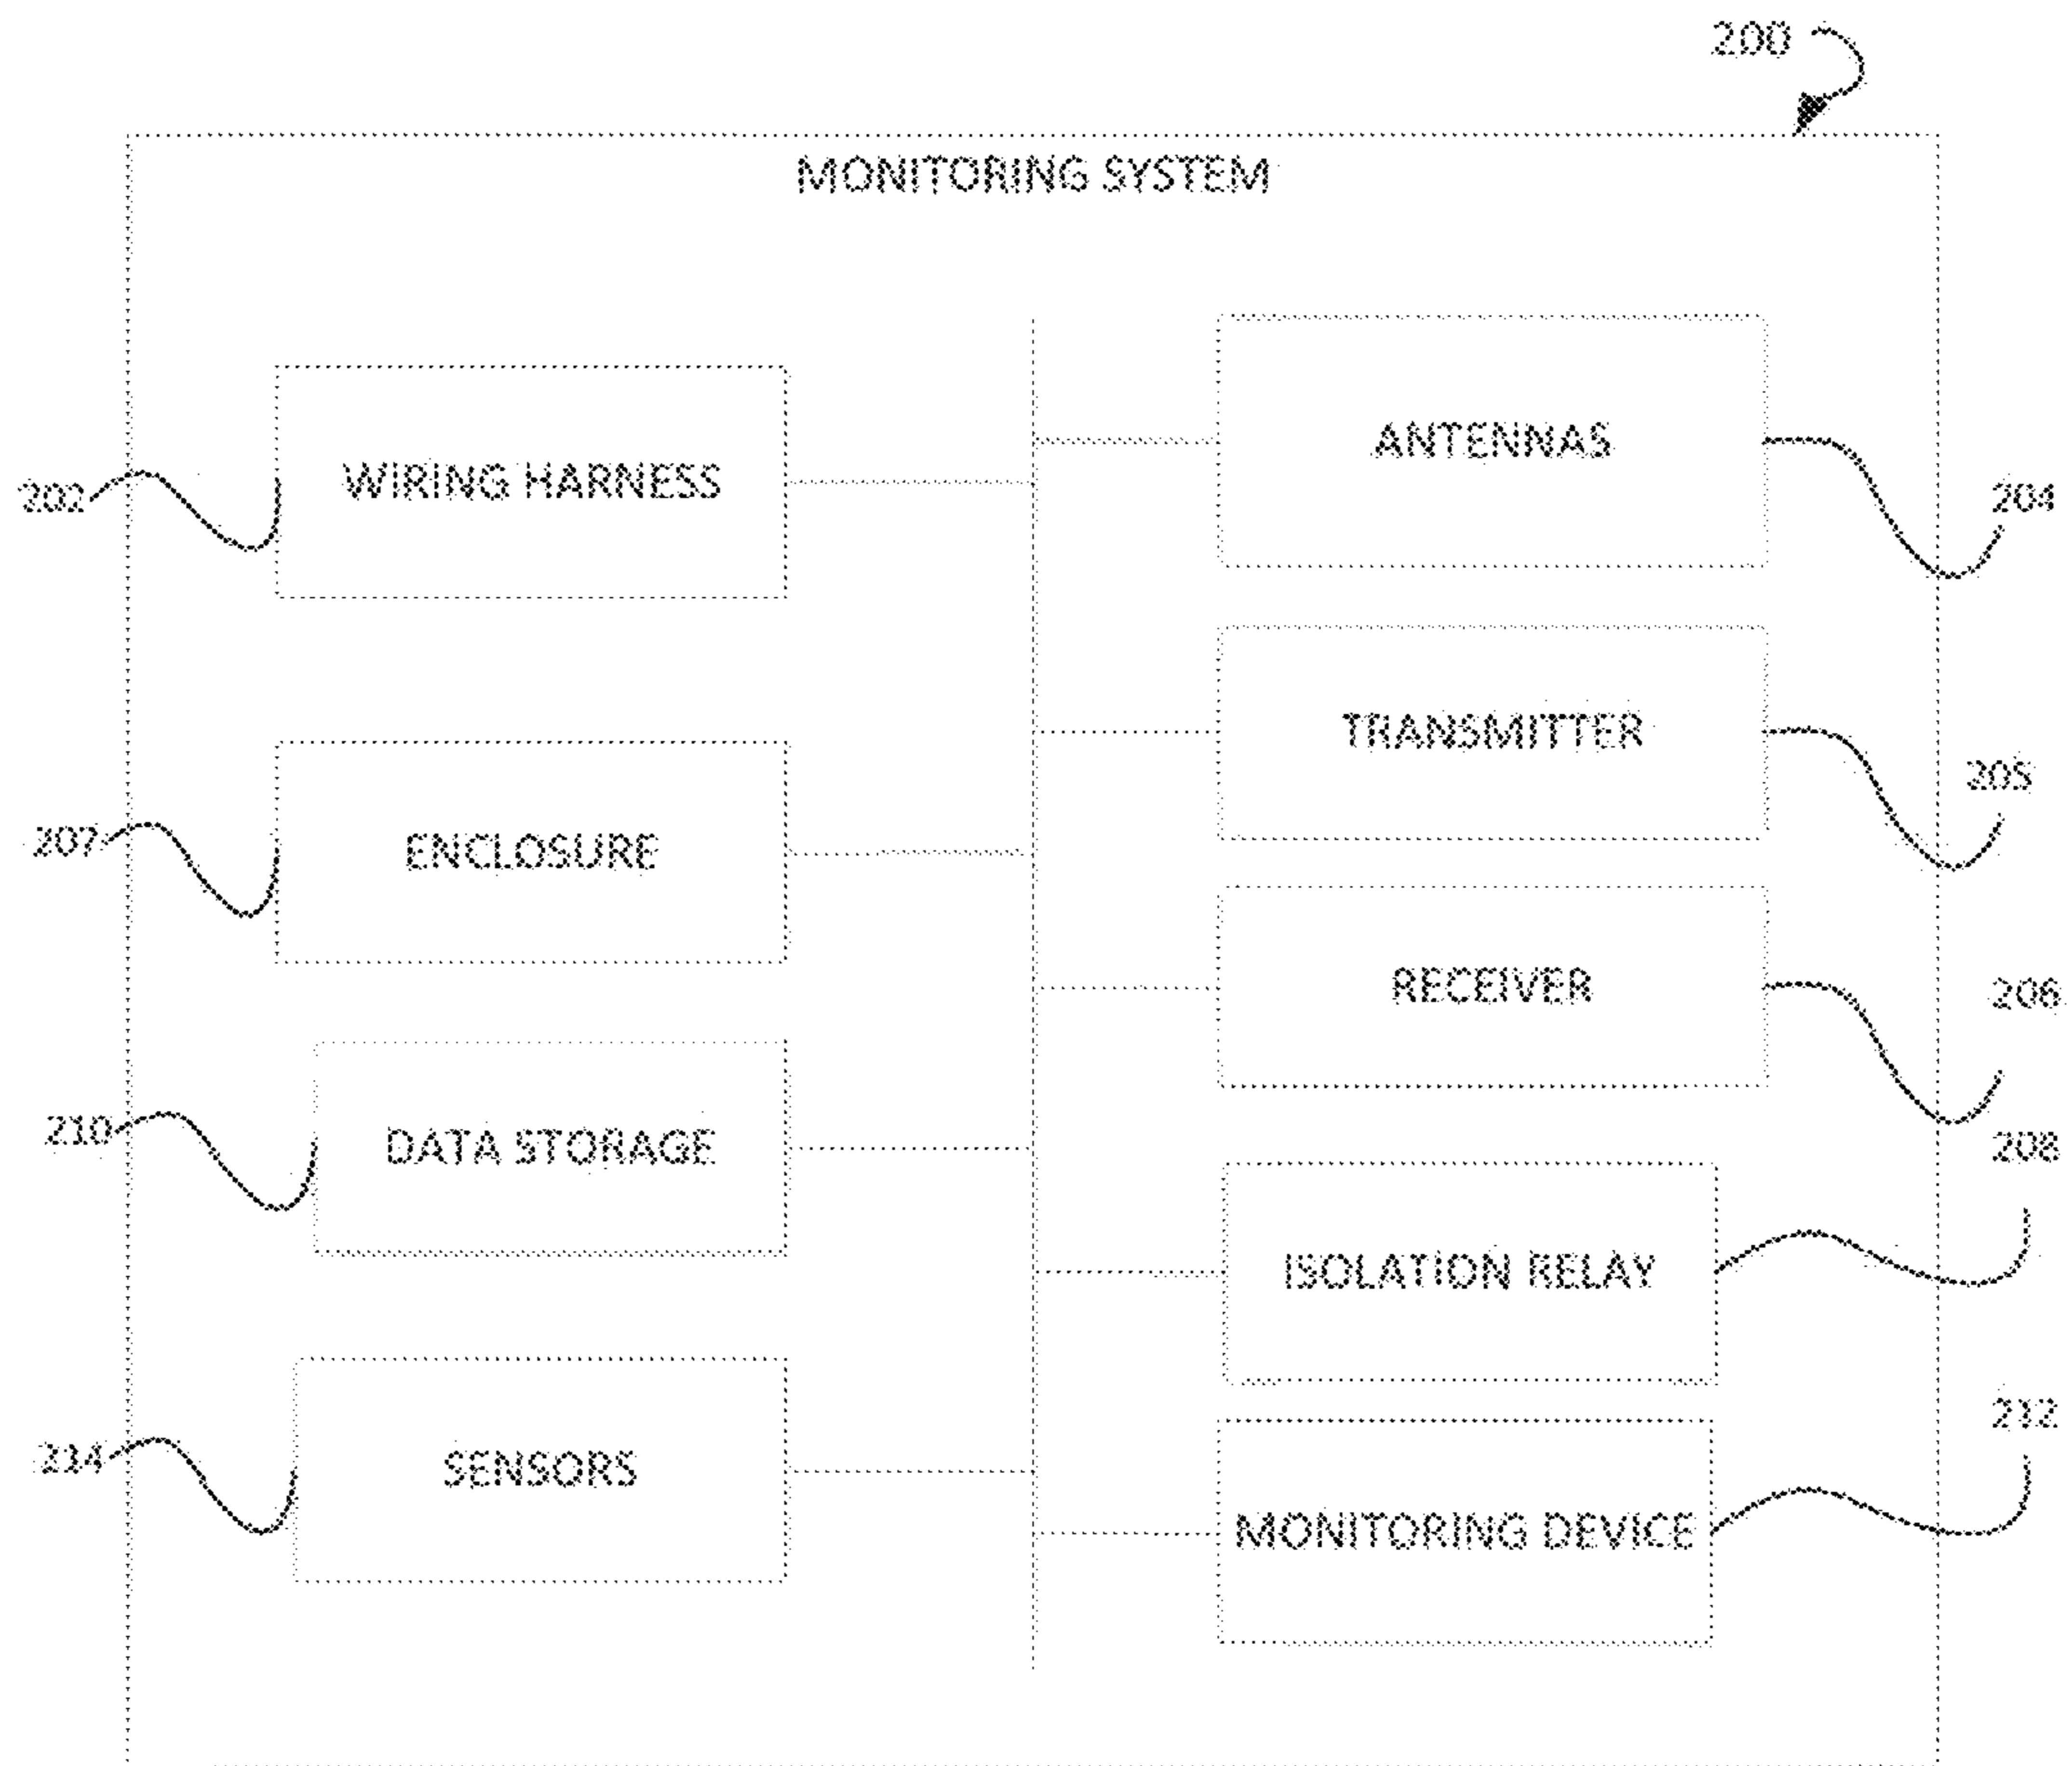 200
MONITORING SYSTEM
ANTENNAS
WIRING HARNESS
202
204
TRANSMITTER
205
207
ENCLOSURE
RECEIVER
206
210
DATA STORAGE
208
ISOLATION RELAY
212
214
SENSORS
MONITORING DEVICE